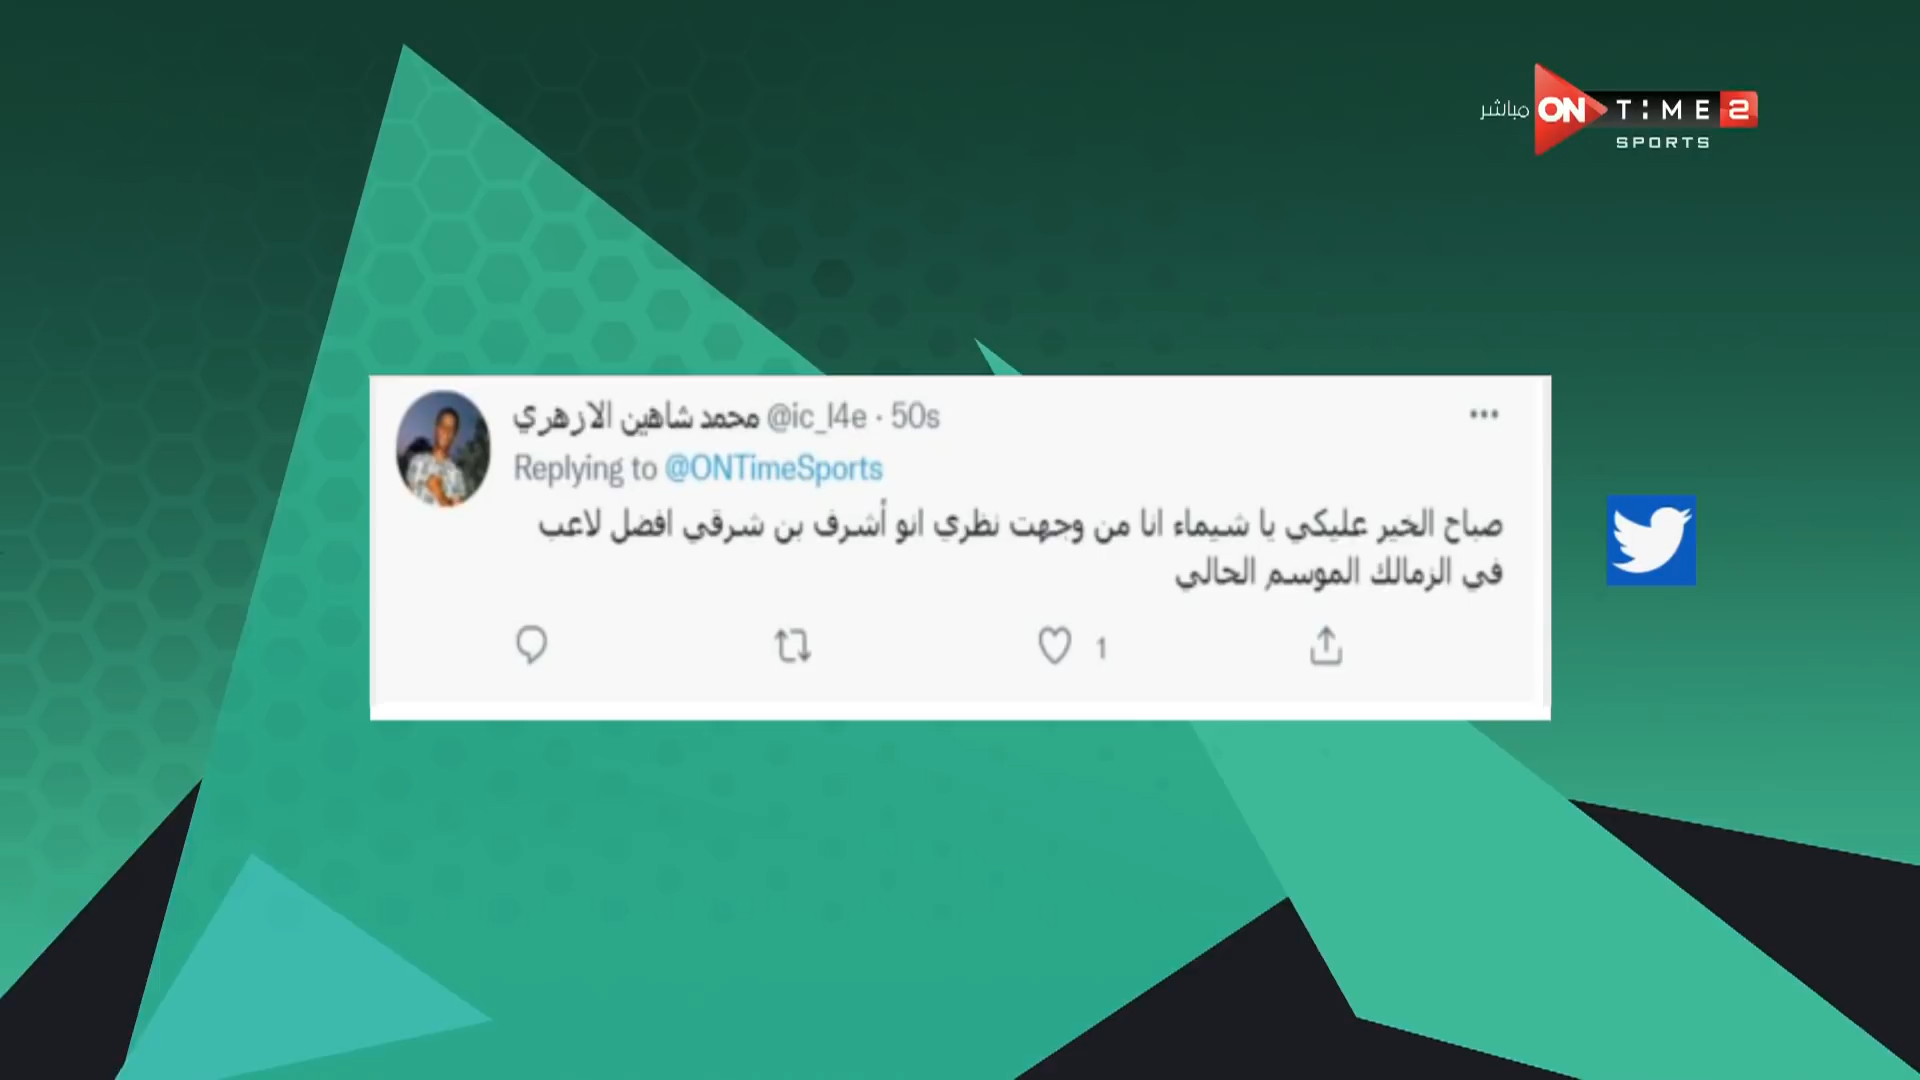 مباشر ON TIME 2
SPORTS
محمد شاهين الازهري @ic_l4e · 50s
Replying to @ONTimeSports
صباح الخير عليكي يا شيماء انا من وجهت نظري انو أشرف بن شرقي افضل لاعب
في الزمالك الموسم الحالي
1